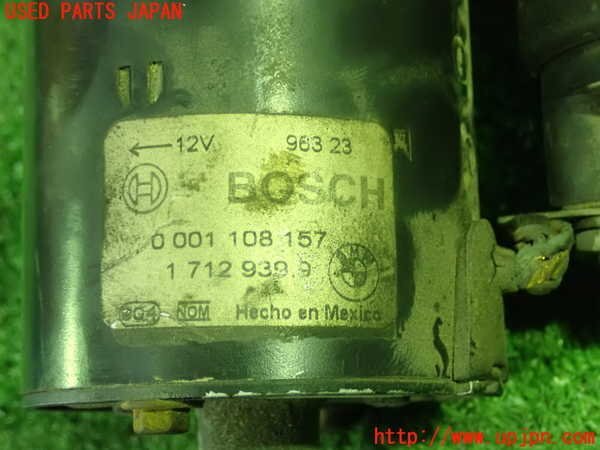 USED PARTS JAPAN
← 12V 963 23
BOSCH
0 001 108 157
1 712 939.9
NOM Hecho en Mexico
http://www.upjpn.com